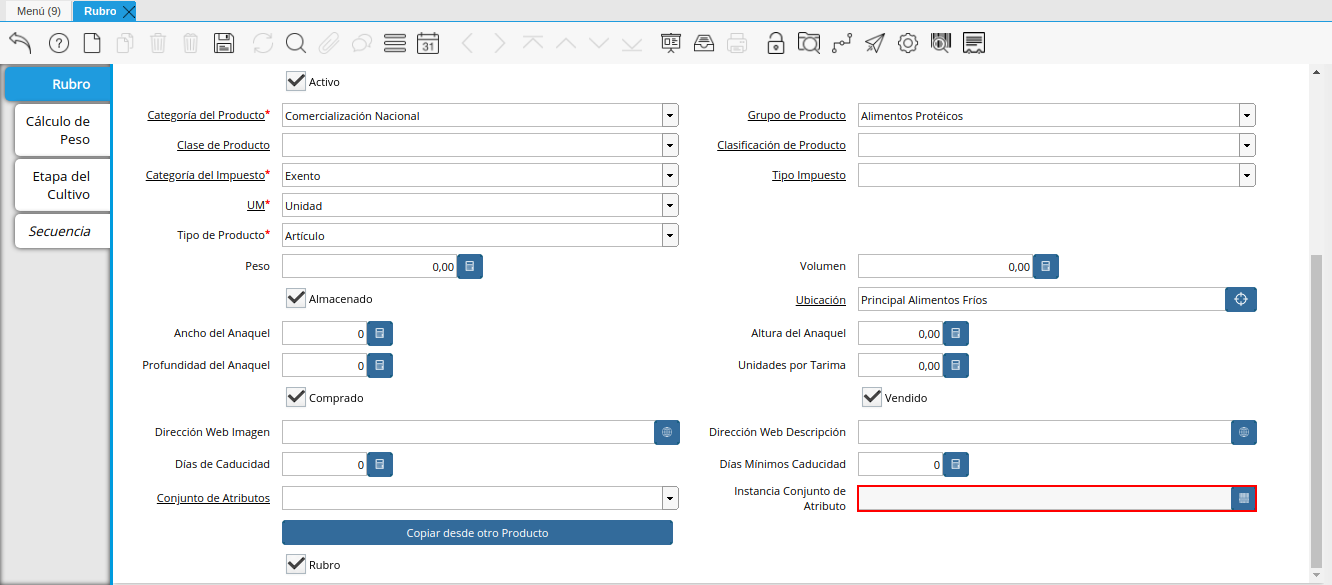 Menú (9)
Rubro
31
Rubro
Cálculo de
Peso
Etapa del
Cultivo
Secuencia
Activo
Categoría del Producto* Comercialización Nacional
Grupo de Producto Alimentos Protéicos
Clase de Producto
Clasificación de Producto
Categoría del Impuesto* Exento
Tipo Impuesto
UM* Unidad
Tipo de Producto* Artículo
Peso 0,00
Volumen 0,00
Almacenado
Ubicación Principal Alimentos Fríos
Ancho del Anaquel 0
Altura del Anaquel 0,00
Profundidad del Anaquel 0
Unidades por Tarima 0,00
Comprado
Vendido
Dirección Web Imagen
Dirección Web Descripción
Días de Caducidad 0
Días Mínimos Caducidad 0
Conjunto de Atributos
Instancia Conjunto de
Atributo
Copiar desde otro Producto
Rubro